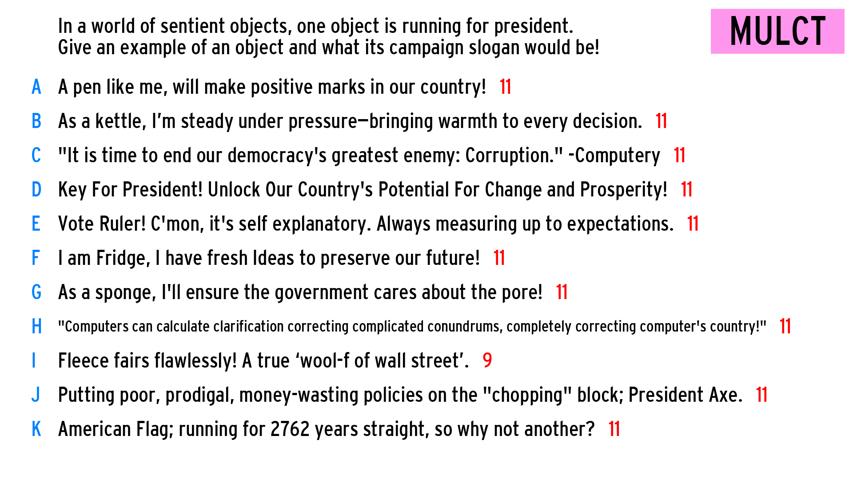 In a world of sentient objects, one object is running for president.
Give an example of an object and what its campaign slogan would be!
MULCT
A A pen like me, will make positive marks in our country! 11
B As a kettle, I'm steady under pressure—bringing warmth to every decision. 11
C "It is time to end our democracy's greatest enemy: Corruption." -Computery 11
D Key For President! Unlock Our Country's Potential For Change and Prosperity! 11
E Vote Ruler! C'mon, it's self explanatory. Always measuring up to expectations. 11
F I am Fridge, I have fresh Ideas to preserve our future! 11
G As a sponge, I'll ensure the government cares about the pore! 11
H "Computers can calculate clarification correcting complicated conundrums, completely correcting computer's country!" 11
I Fleece fairs flawlessly! A true ‘wool-f of wall street’. 9
J Putting poor, prodigal, money-wasting policies on the "chopping" block; President Axe. 11
K American Flag; running for 2762 years straight, so why not another? 11